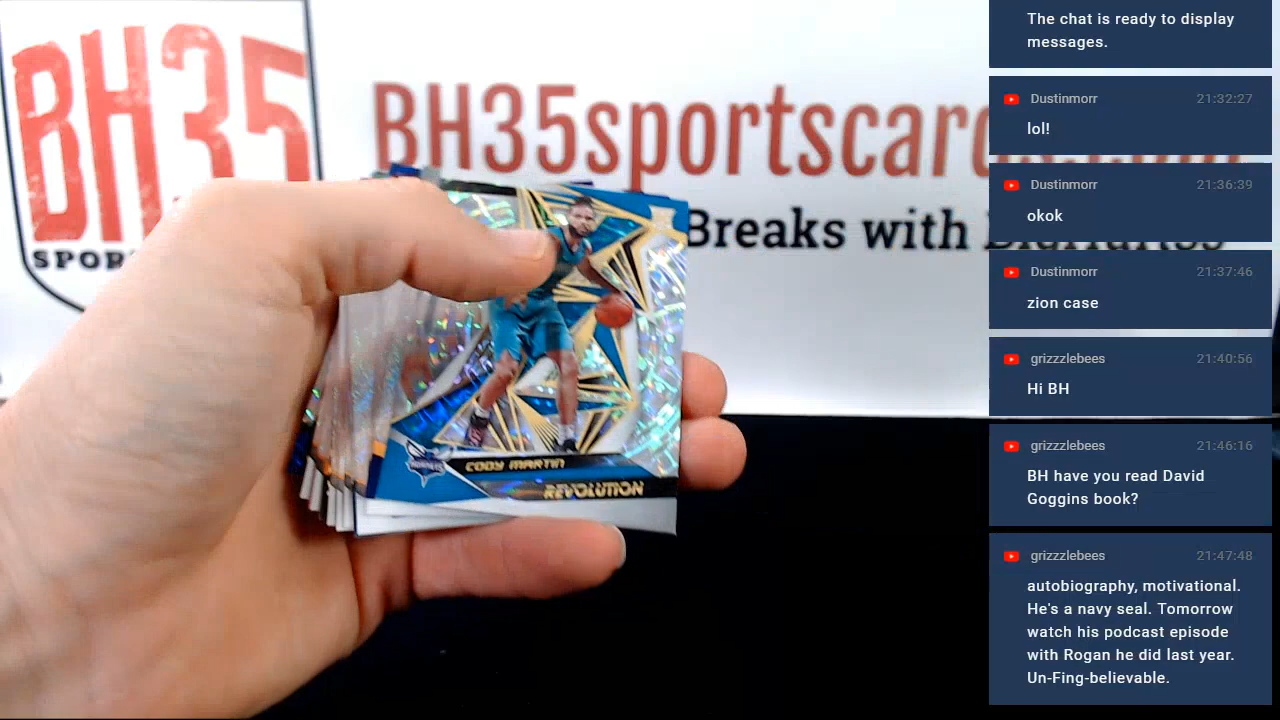 BH35
SPOR
BH35sportscard
Breaks with
HORNETS
CODY MARTIN
REVOLUTION
The chat is ready to display
messages.
Dustinmorr 21:32:27
lol!
Dustinmorr 21:36:39
okok
Dustinmorr 21:37:46
zion case
grizzzlebees 21:40:56
Hi BH
grizzzlebees 21:46:16
BH have you read David
Goggins book?
grizzzlebees 21:47:48
autobiography, motivational.
He's a navy seal. Tomorrow
watch his podcast episode
with Rogan he did last year.
Un-Fing-believable.